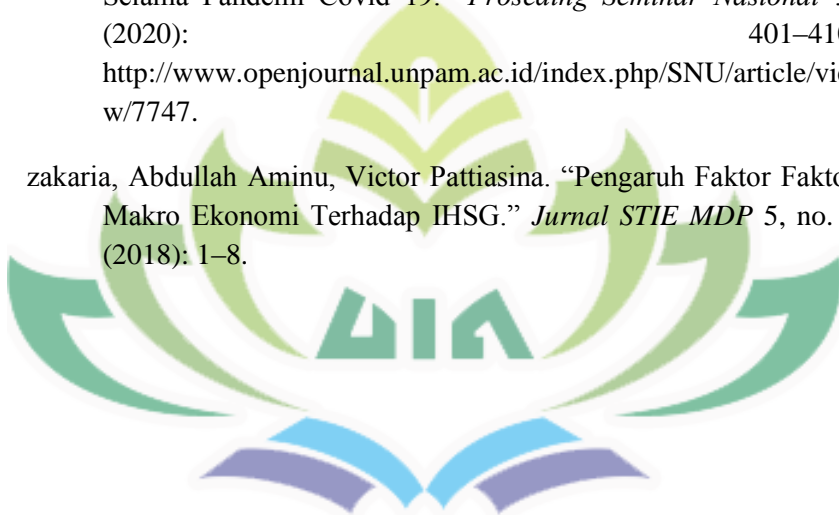 Selama Pandemi Covid 19." Proseding Seminar Nasional
(2020): 401–41
http://www.openjournal.unpam.ac.id/index.php/SNU/article/vie
w/7747.
zakaria, Abdullah Aminu, Victor Pattiasina. “Pengaruh Faktor Fakto
Makro Ekonomi Terhadap IHSG.” Jurnal STIE MDP 5, no.
(2018): 1–8.
UIN